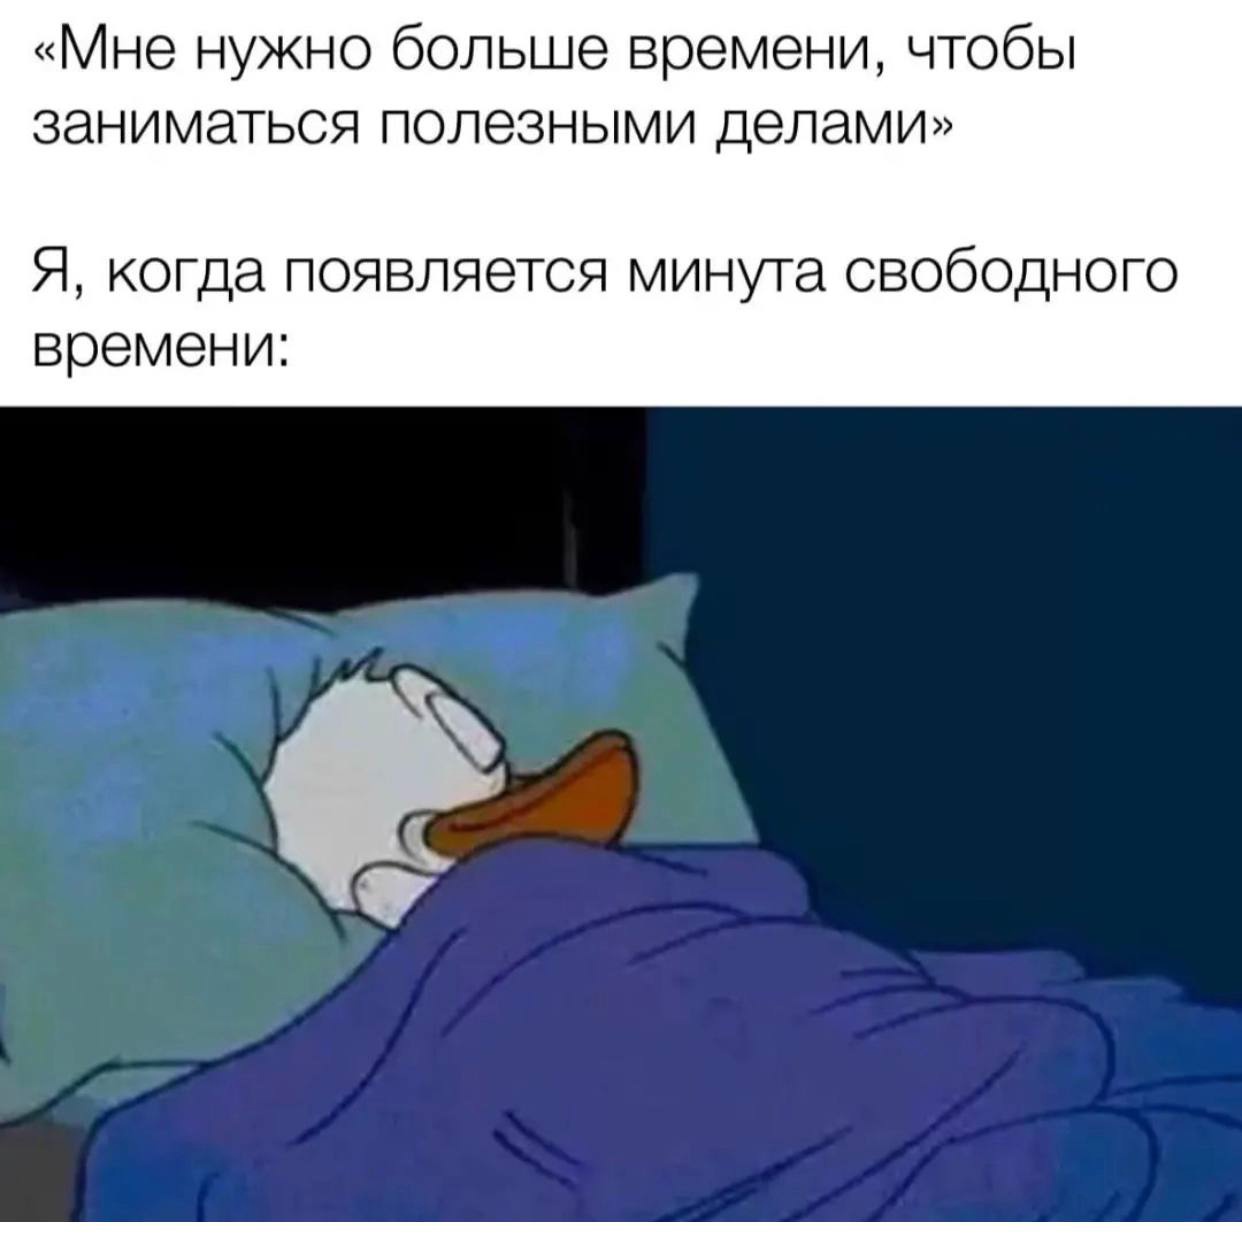 «Мне нужно больше времени, чтобы
заниматься полезными делами»
Я, когда появляется минута свободного
времени: